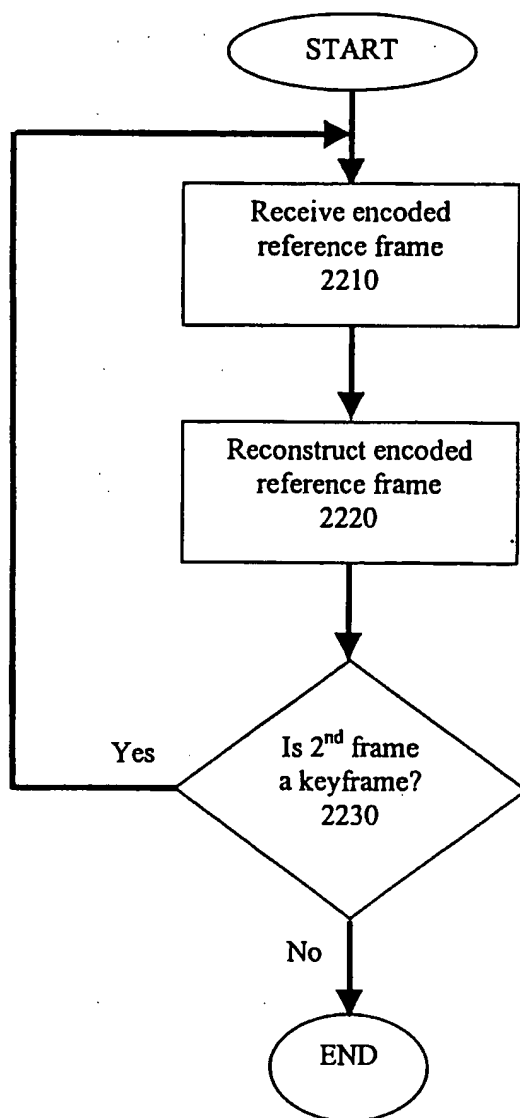 START
Receive encoded
reference frame
2210
Reconstruct encoded
reference frame
2220
Is 2nd frame
a keyframe?
2230
Yes
No
END